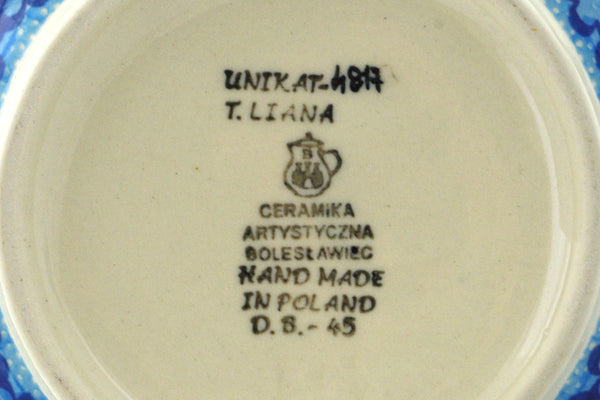 UNIKAT-4817
T. LIANA
B
CERAMIKA
ARTYSTYCZNA
BOLESŁAWIEC
HAND MADE
IN POLAND
D.B.-45